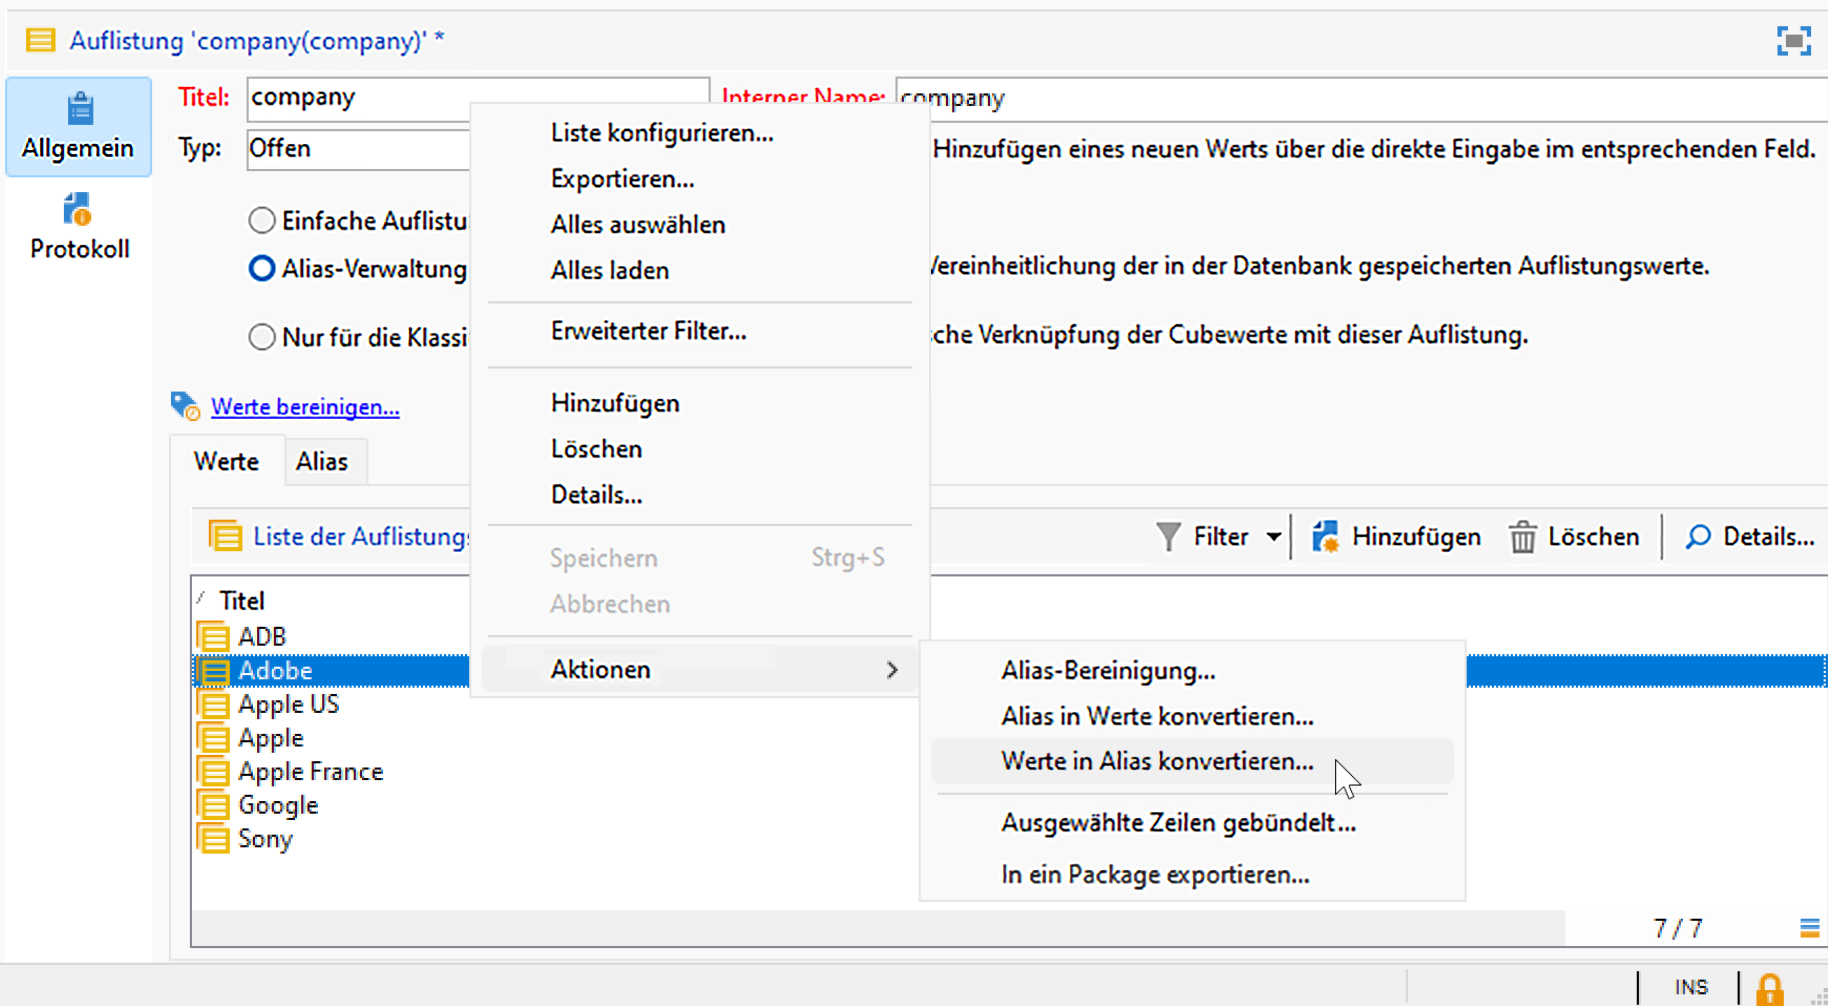 Auflistung 'company(company)' *
Allgemein
Protokoll
Titel: company
Interner Name: company
Typ: Offen
Hinzufügen eines neuen Werts über die direkte Eingabe im entsprechenden Feld.
Einfache Auflistu
Alias-Verwaltung
Vereinheitlichung der in der Datenbank gespeicherten Auflistungswerte.
Nur für die Klassi
che Verknüpfung der Cubewerte mit dieser Auflistung.
Werte bereinigen...
Werte Alias
Liste der Auflistungs
Filter Hinzufügen Löschen Details...
Titel
ADB
Adobe
Apple US
Apple
Apple France
Google
Sony
7 / 7
INS
Liste konfigurieren...
Exportieren...
Alles auswählen
Alles laden
Erweiterter Filter...
Hinzufügen
Löschen
Details...
Speichern Strg+S
Abbrechen
Aktionen
Alias-Bereinigung...
Alias in Werte konvertieren...
Werte in Alias konvertieren...
Ausgewählte Zeilen gebündelt...
In ein Package exportieren...